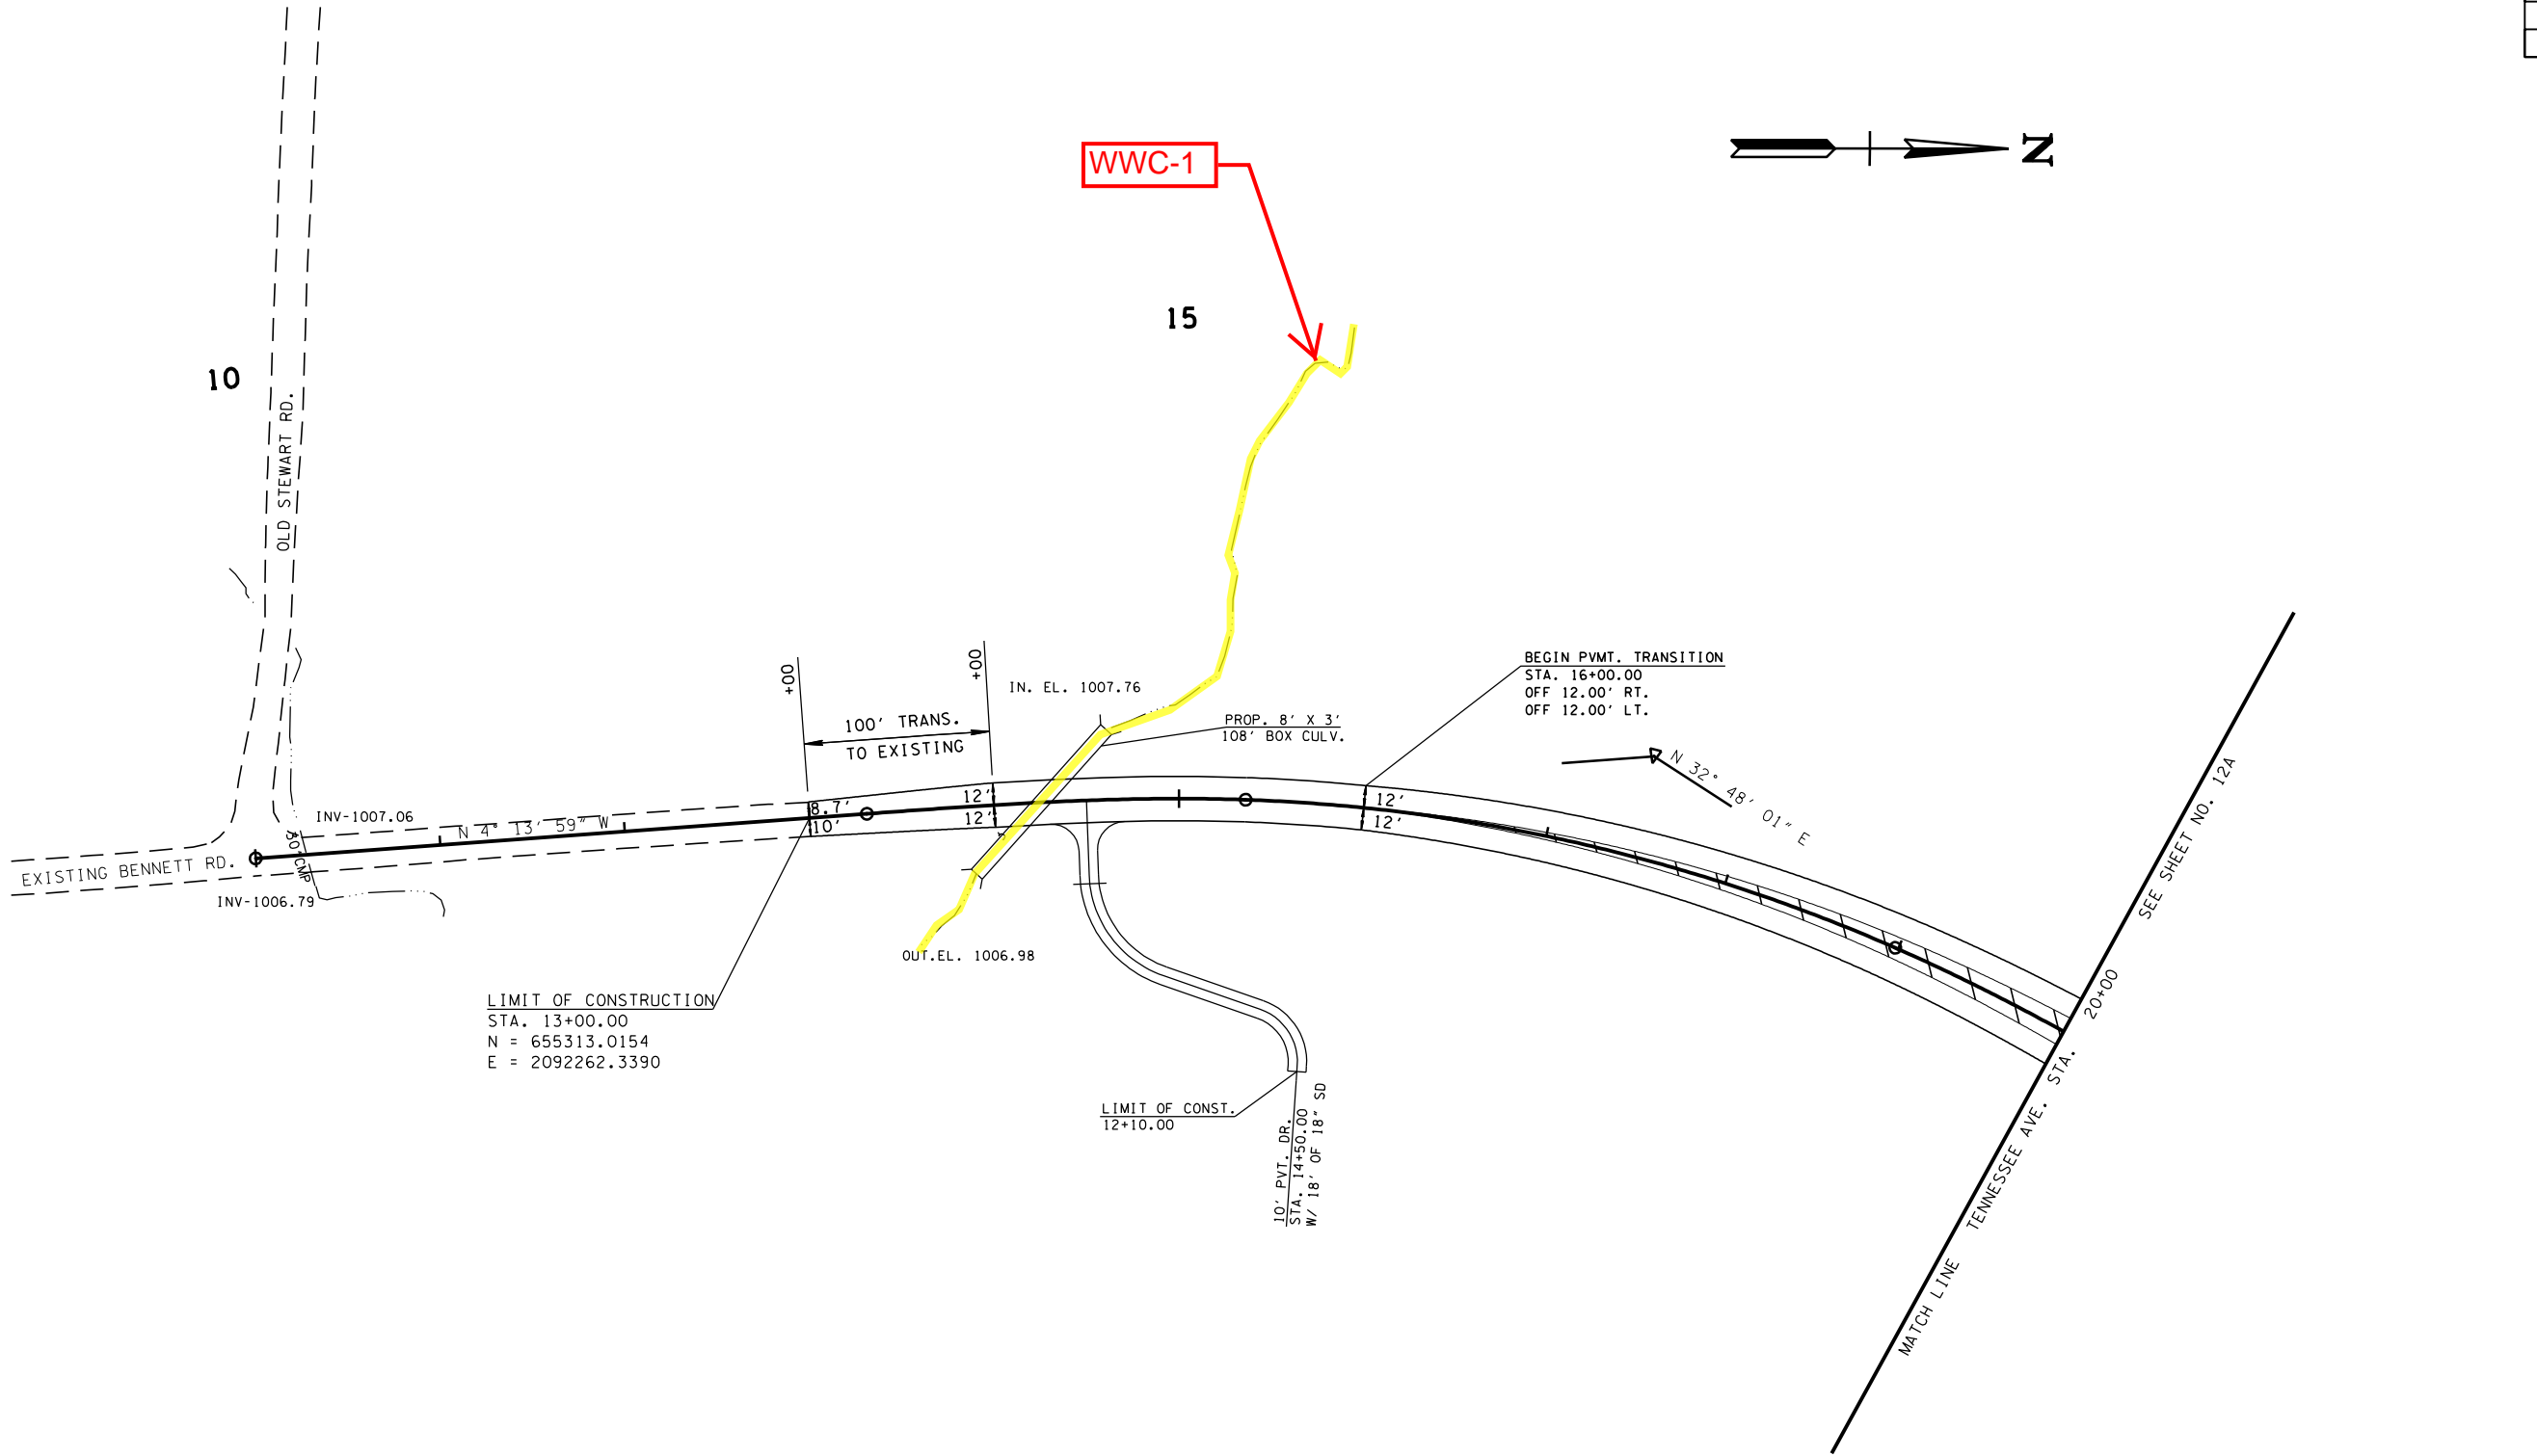 WWC-1
N
15
10
OLD STEWART RD.
+00
+00
IN. EL. 1007.76
100' TRANS.
TO EXISTING
PROP. 8' X 3'
108' BOX CULV.
BEGIN PVMT. TRANSITION
STA. 16+00.00
OFF 12.00' RT.
OFF 12.00' LT.
N 32° 48' 01" E
SEE SHEET NO. 12A
INV-1007.06
N 4° 13' 59" W
8.7'
10'
12'
12'
12'
12'
EXISTING BENNETT RD.
CMP
INV-1006.79
OUT.EL. 1006.98
LIMIT OF CONSTRUCTION
STA. 13+00.00
N = 655313.0154
E = 2092262.3390
20+00
MATCH LINE TENNESSEE AVE. STA.
LIMIT OF CONST.
12+10.00
10' PVT. DR.
STA. 14+50.00
W/ 18' OF 18" SD